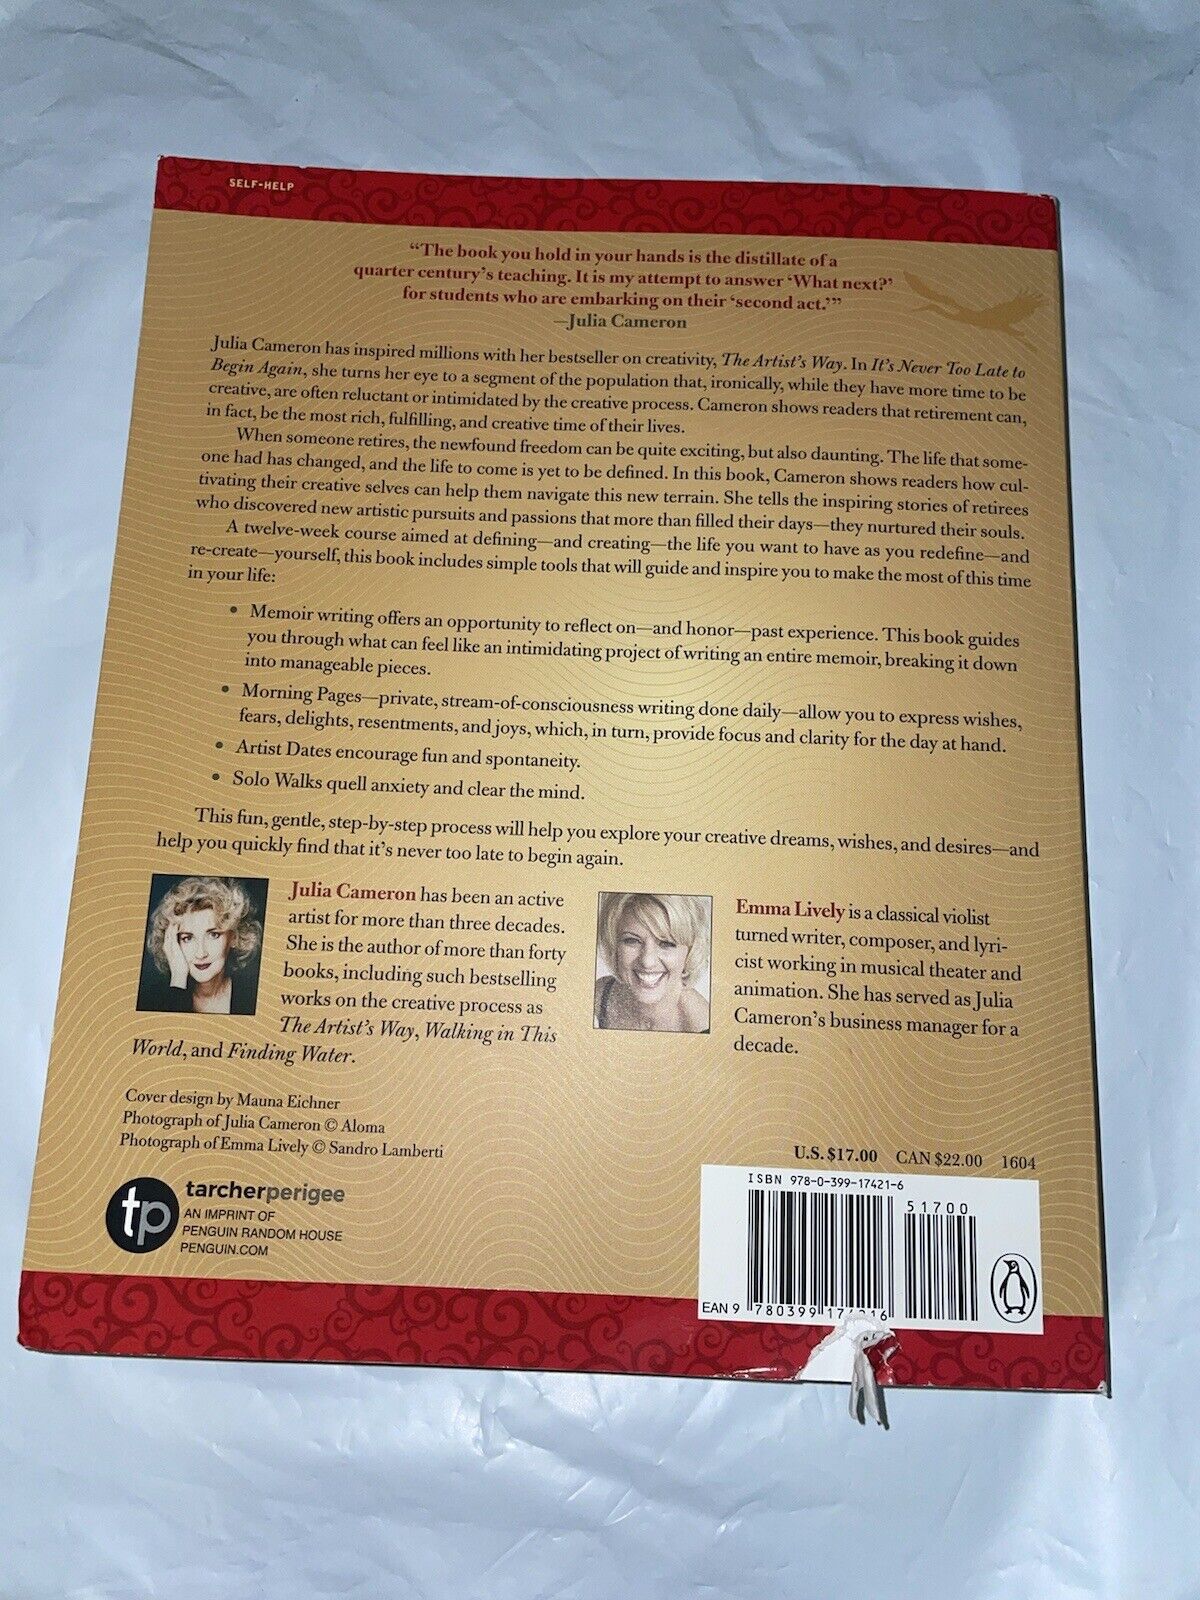 SELF-HELP
“The book you hold in your hands is the distillate of a
quarter century’s teaching. It is my attempt to answer ‘What next?’
for students who are embarking on their ‘second act.’”
—Julia Cameron
Julia Cameron has inspired millions with her bestseller on creativity, The Artist’s Way. In It’s Never Too Late to
Begin Again, she turns her eye to a segment of the population that, ironically, while they have more time to be
creative, are often reluctant or intimidated by the creative process. Cameron shows readers that retirement can,
in fact, be the most rich, fulfilling, and creative time of their lives.
When someone retires, the newfound freedom can be quite exciting, but also daunting. The life that some-
one had has changed, and the life to come is yet to be defined. In this book, Cameron shows readers how cul-
tivating their creative selves can help them navigate this new terrain. She tells the inspiring stories of retirees
who discovered new artistic pursuits and passions that more than filled their days—they nurtured their souls.
A twelve-week course aimed at defining—and creating—the life you want to have as you redefine—and
re-create—yourself, this book includes simple tools that will guide and inspire you to make the most of this time
in your life:
• Memoir writing offers an opportunity to reflect on—and honor—past experience. This book guides
you through what can feel like an intimidating project of writing an entire memoir, breaking it down
into manageable pieces.
• Morning Pages—private, stream-of-consciousness writing done daily—allow you to express wishes,
fears, delights, resentments, and joys, which, in turn, provide focus and clarity for the day at hand.
• Artist Dates encourage fun and spontaneity.
• Solo Walks quell anxiety and clear the mind.
This fun, gentle, step-by-step process will help you explore your creative dreams, wishes, and desires—and
help you quickly find that it’s never too late to begin again.
Julia Cameron has been an active
artist for more than three decades.
She is the author of more than forty
books, including such bestselling
works on the creative process as
The Artist’s Way, Walking in This
World, and Finding Water.
Emma Lively is a classical violist
turned writer, composer, and lyri-
cist working in musical theater and
animation. She has served as Julia
Cameron’s business manager for a
decade.
Cover design by Mauna Eichner
Photograph of Julia Cameron © Aloma
Photograph of Emma Lively © Sandro Lamberti
tp
tarcherperigee
AN IMPRINT OF
PENGUIN RANDOM HOUSE
PENGUIN.COM
U.S. $17.00 CAN $22.00 1604
ISBN 978-0-399-17421-6
51700
EAN 9 780399